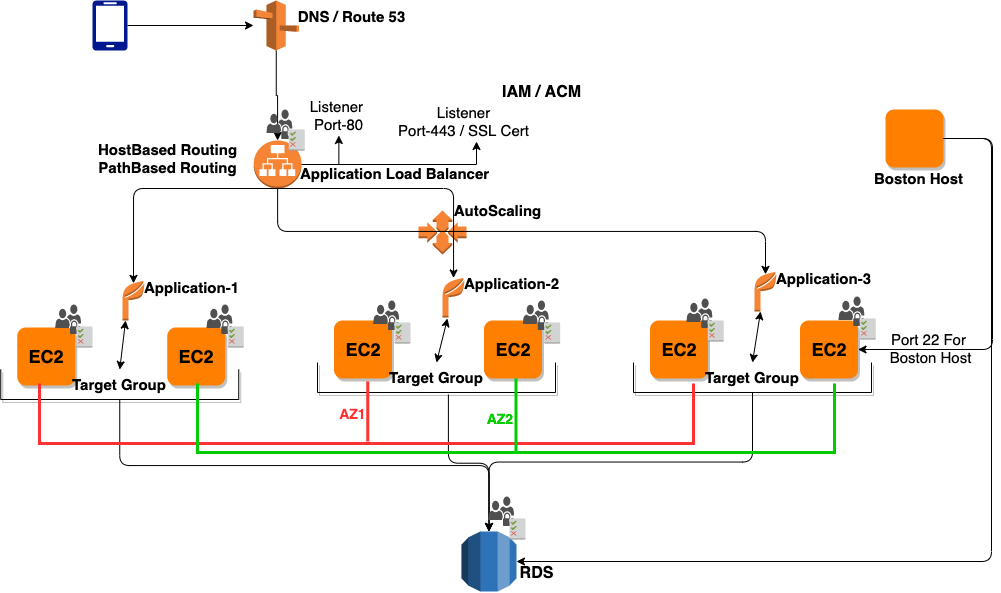 DNS / Route 53
IAM / ACM
Listener
Port-80
Listener
Port-443 / SSL Cert
HostBased Routing
PathBased Routing
Application Load Balancer
Boston Host
AutoScaling
Application-1
Application-2
Application-3
EC2
EC2
EC2
EC2
EC2
EC2
Port 22 For
Boston Host
Target Group
Target Group
Target Group
AZ1
AZ2
RDS